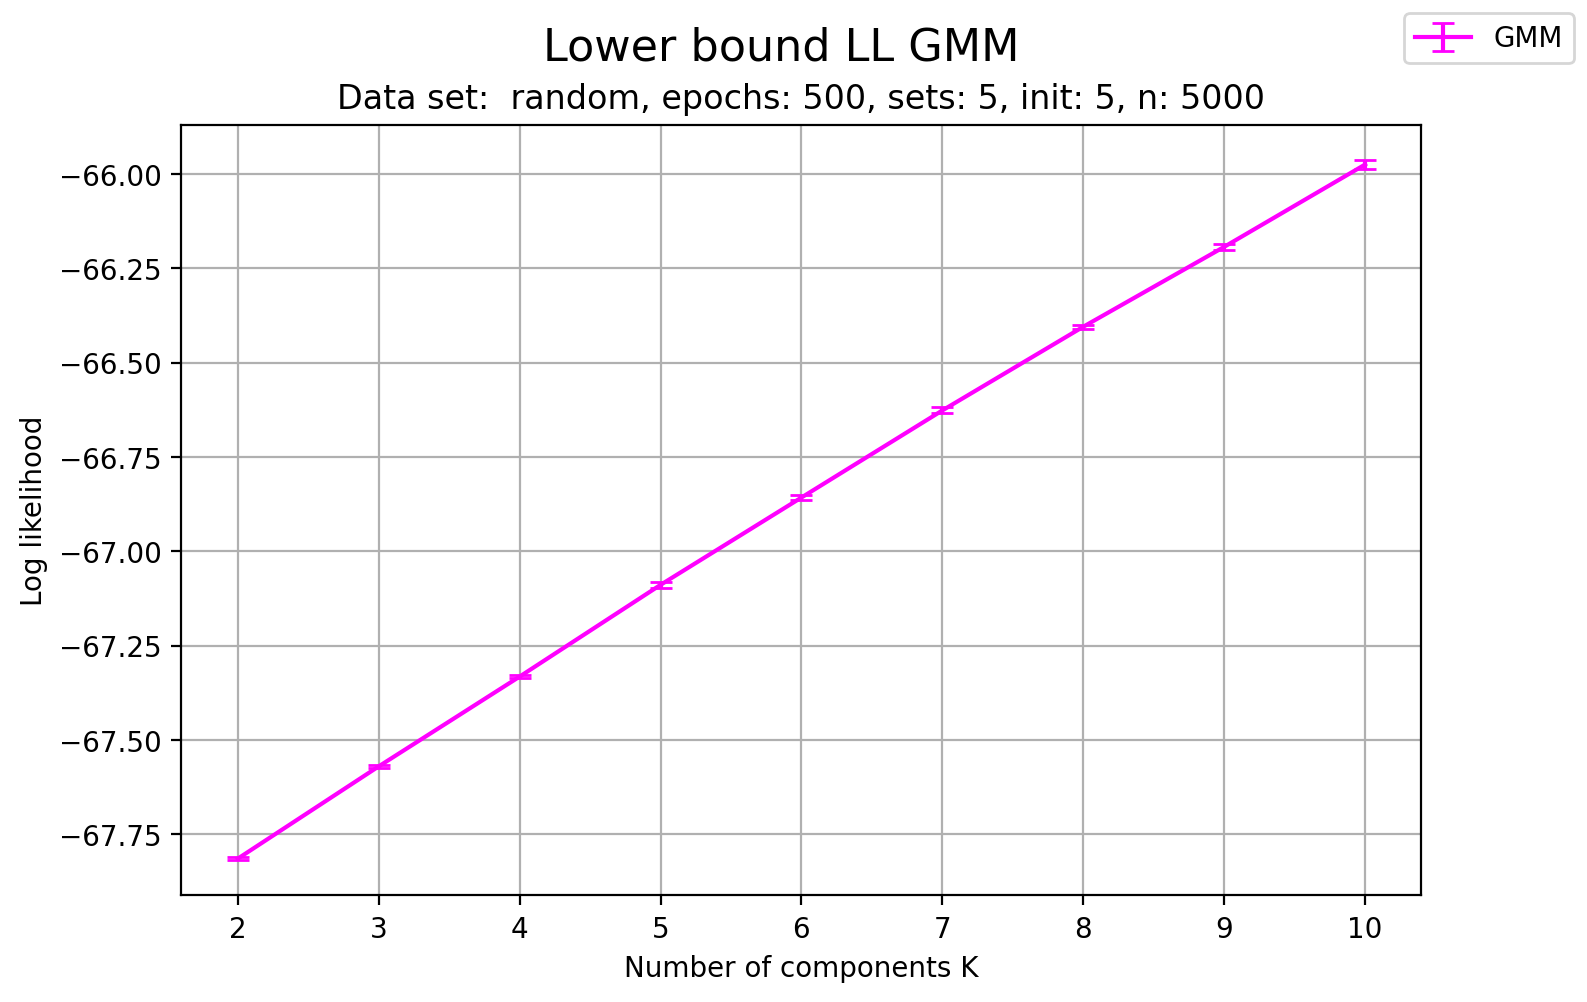 Lower bound LL GMM
GMM
Data set:  random, epochs: 500, sets: 5, init: 5, n: 5000
−66.00
−66.25
−66.50
−66.75
−67.00
−67.25
−67.50
−67.75
Log likelihood
2 3 4 5 6 7 8 9 10
Number of components K